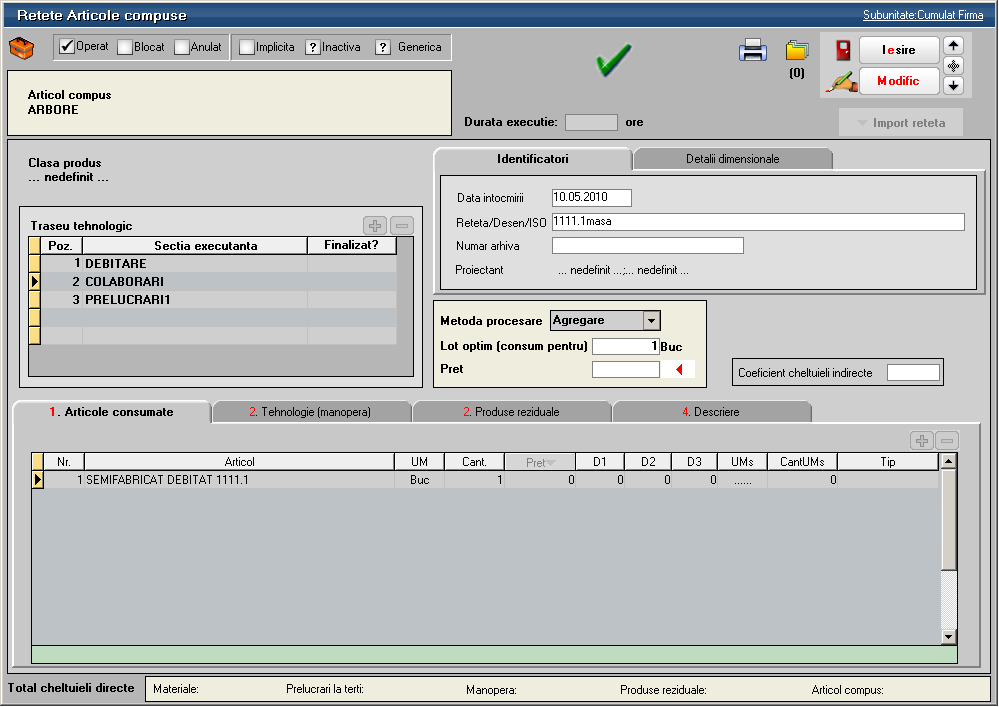 Retete Articole compuse
Subunitate:Cumulat Firma
Operat Blocat Anulat Implicita ? Inactiva ? Generica
(0)
Iesire
Modific
Articol compus
ARBORE
Durata executie: ore
Import reteta
Clasa produs
... nedefinit ...
Identificatori Detalii dimensionale
Data intocmirii 10.05.2010
Reteta/Desen/ISO 1111.1masa
Numar arhiva
Proiectant ... nedefinit ...;... nedefinit ...
Traseu tehnologic
Poz. Sectia executanta Finalizat?
1 DEBITARE
2 COLABORARI
3 PRELUCRARI1
Metoda procesare Agregare
Lot optim (consum pentru) 1 Buc
Pret
Coeficient cheltuieli indirecte
1. Articole consumate 2. Tehnologie (manopera) 2. Produse reziduale 4. Descriere
Nr. Articol UM Cant. Pret D1 D2 D3 UMs CantUMs Tip
1 SEMIFABRICAT DEBITAT 1111.1 Buc 1 0 0 0 0 ...... 0
Total cheltuieli directe Materiale: Prelucrari la terti: Manopera: Produse reziduale: Articol compus: